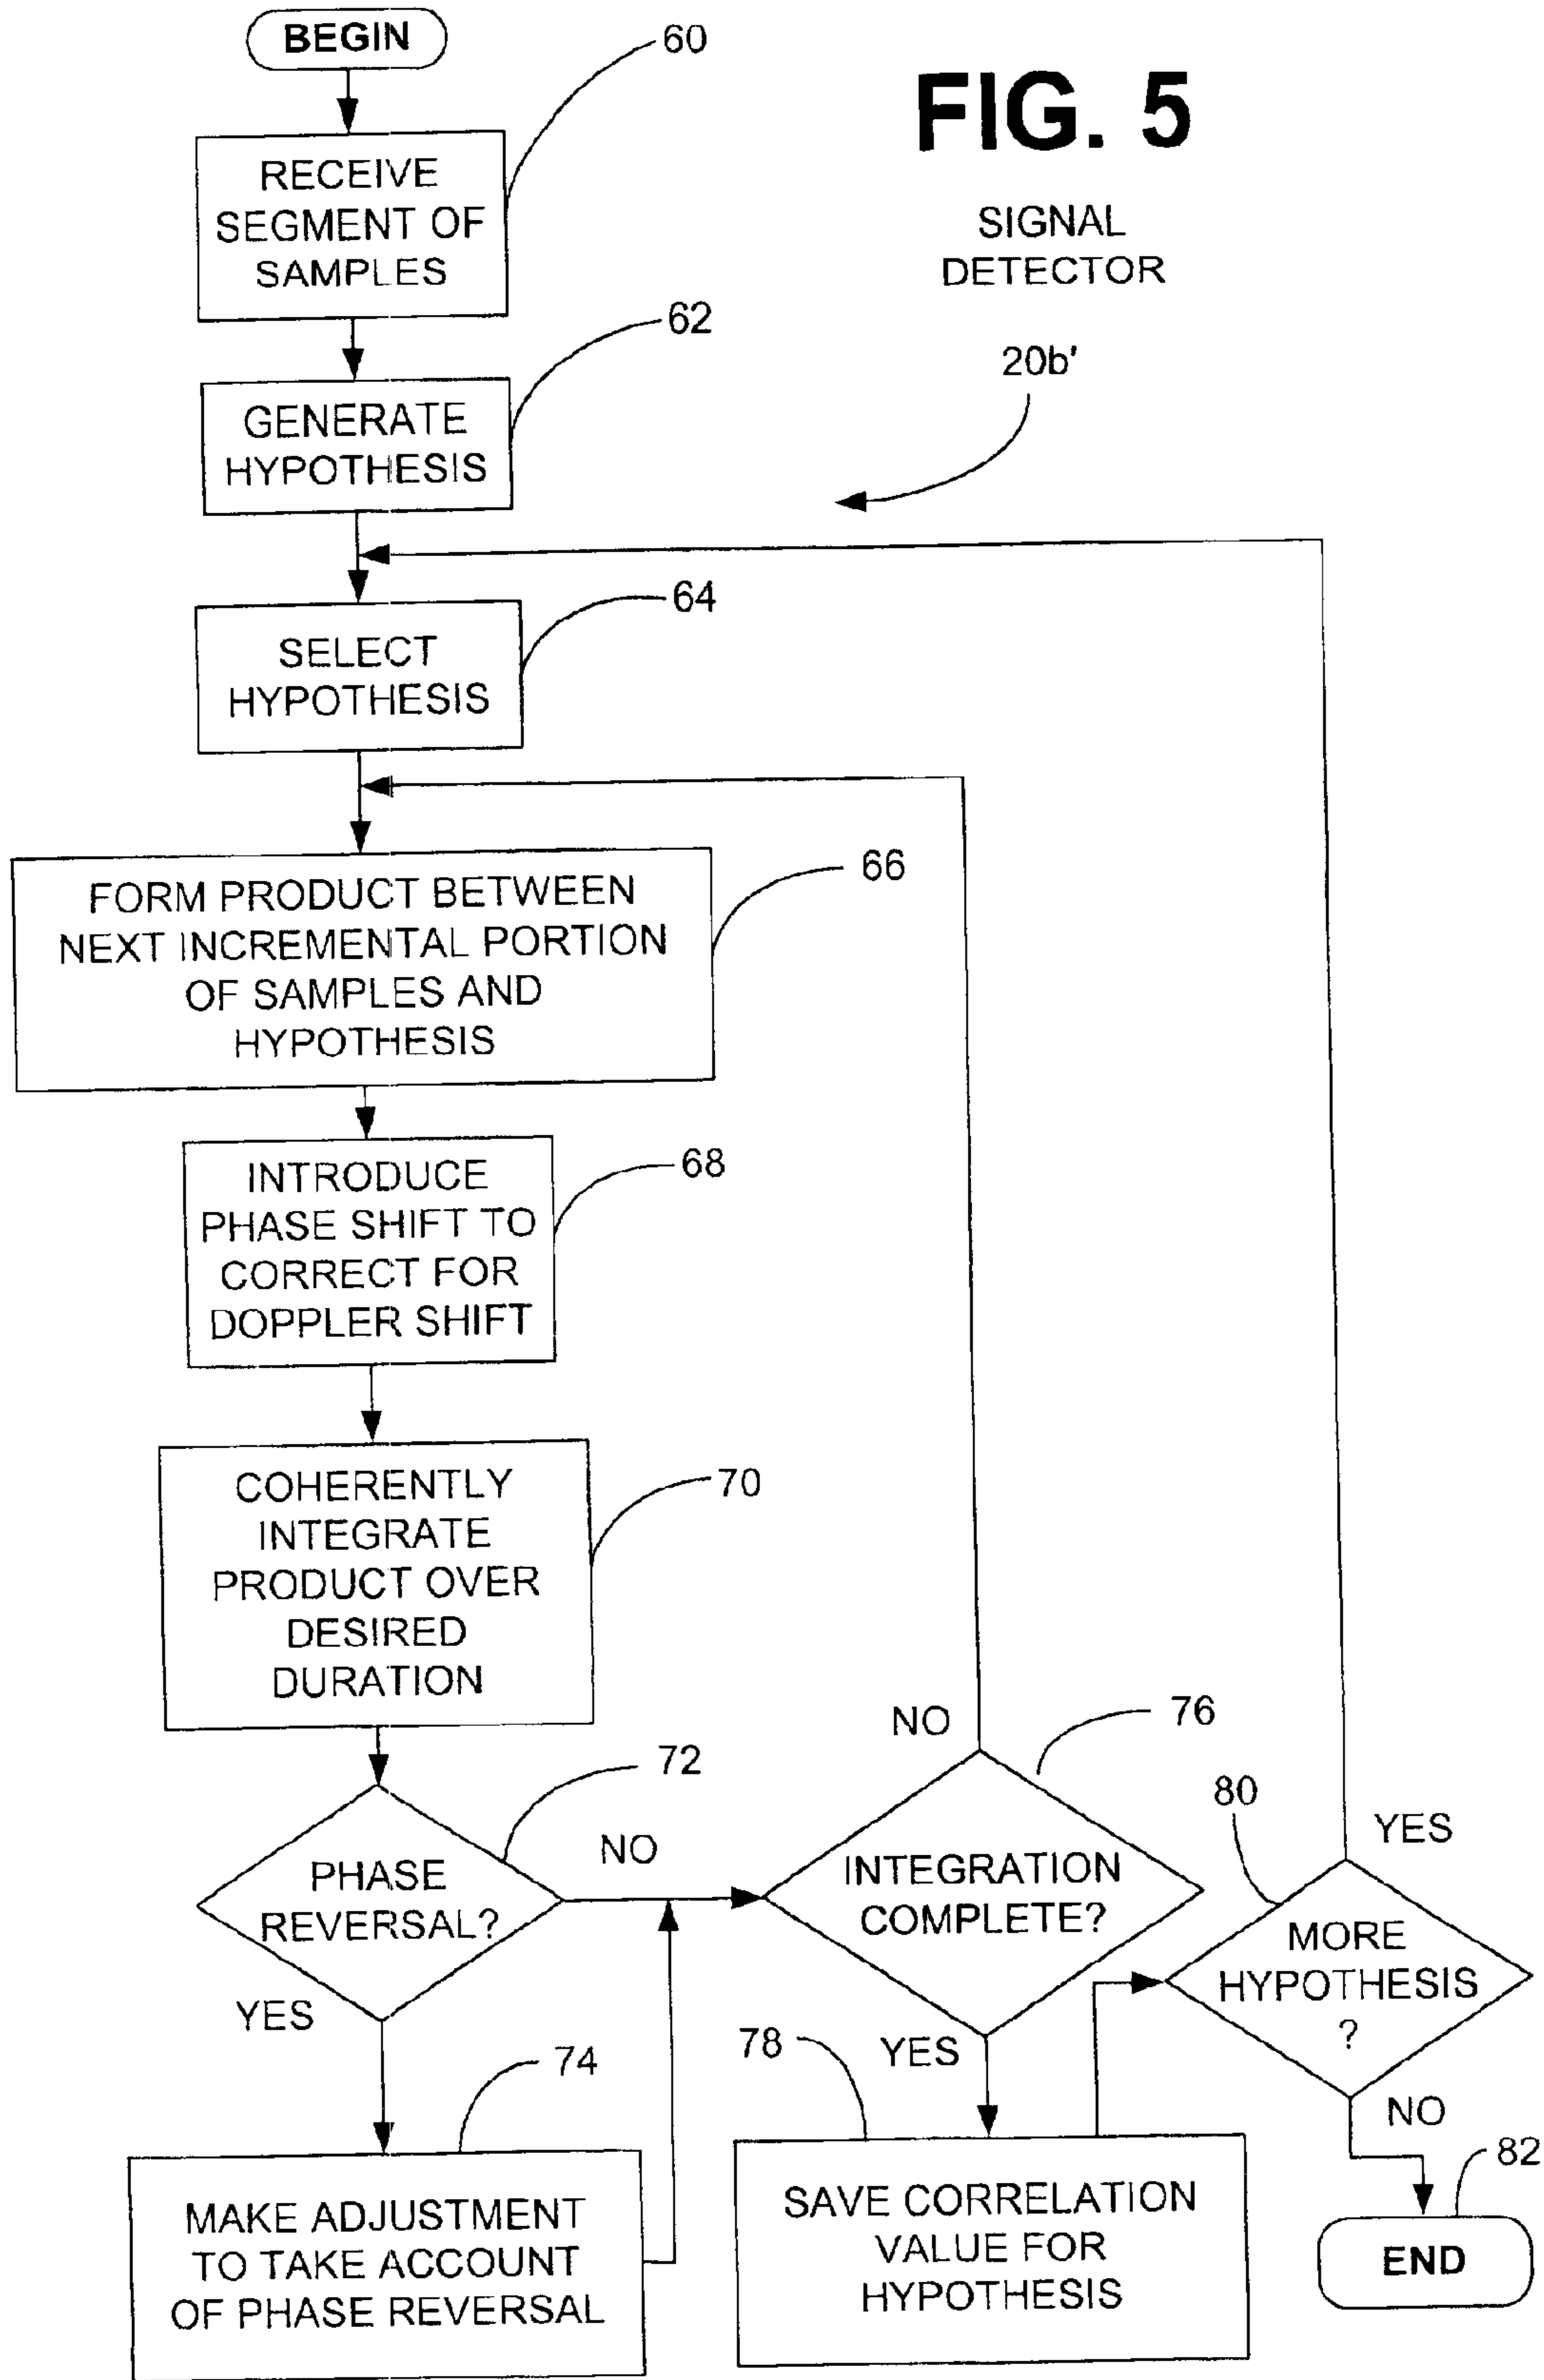 BEGIN
60
FIG. 5
RECEIVE
SEGMENT OF
SAMPLES
SIGNAL
DETECTOR
62
20b'
GENERATE
HYPOTHESIS
64
SELECT
HYPOTHESIS
66
FORM PRODUCT BETWEEN
NEXT INCREMENTAL PORTION
OF SAMPLES AND
HYPOTHESIS
68
INTRODUCE
PHASE SHIFT TO
CORRECT FOR
DOPPLER SHIFT
70
COHERENTLY
INTEGRATE
PRODUCT OVER
DESIRED
DURATION
72
PHASE
REVERSAL?
NO
YES
74
MAKE ADJUSTMENT
TO TAKE ACCOUNT
OF PHASE REVERSAL
76
NO
INTEGRATION
COMPLETE?
YES
78
SAVE CORRELATION
VALUE FOR
HYPOTHESIS
80
YES
MORE
HYPOTHESIS
?
NO
82
END